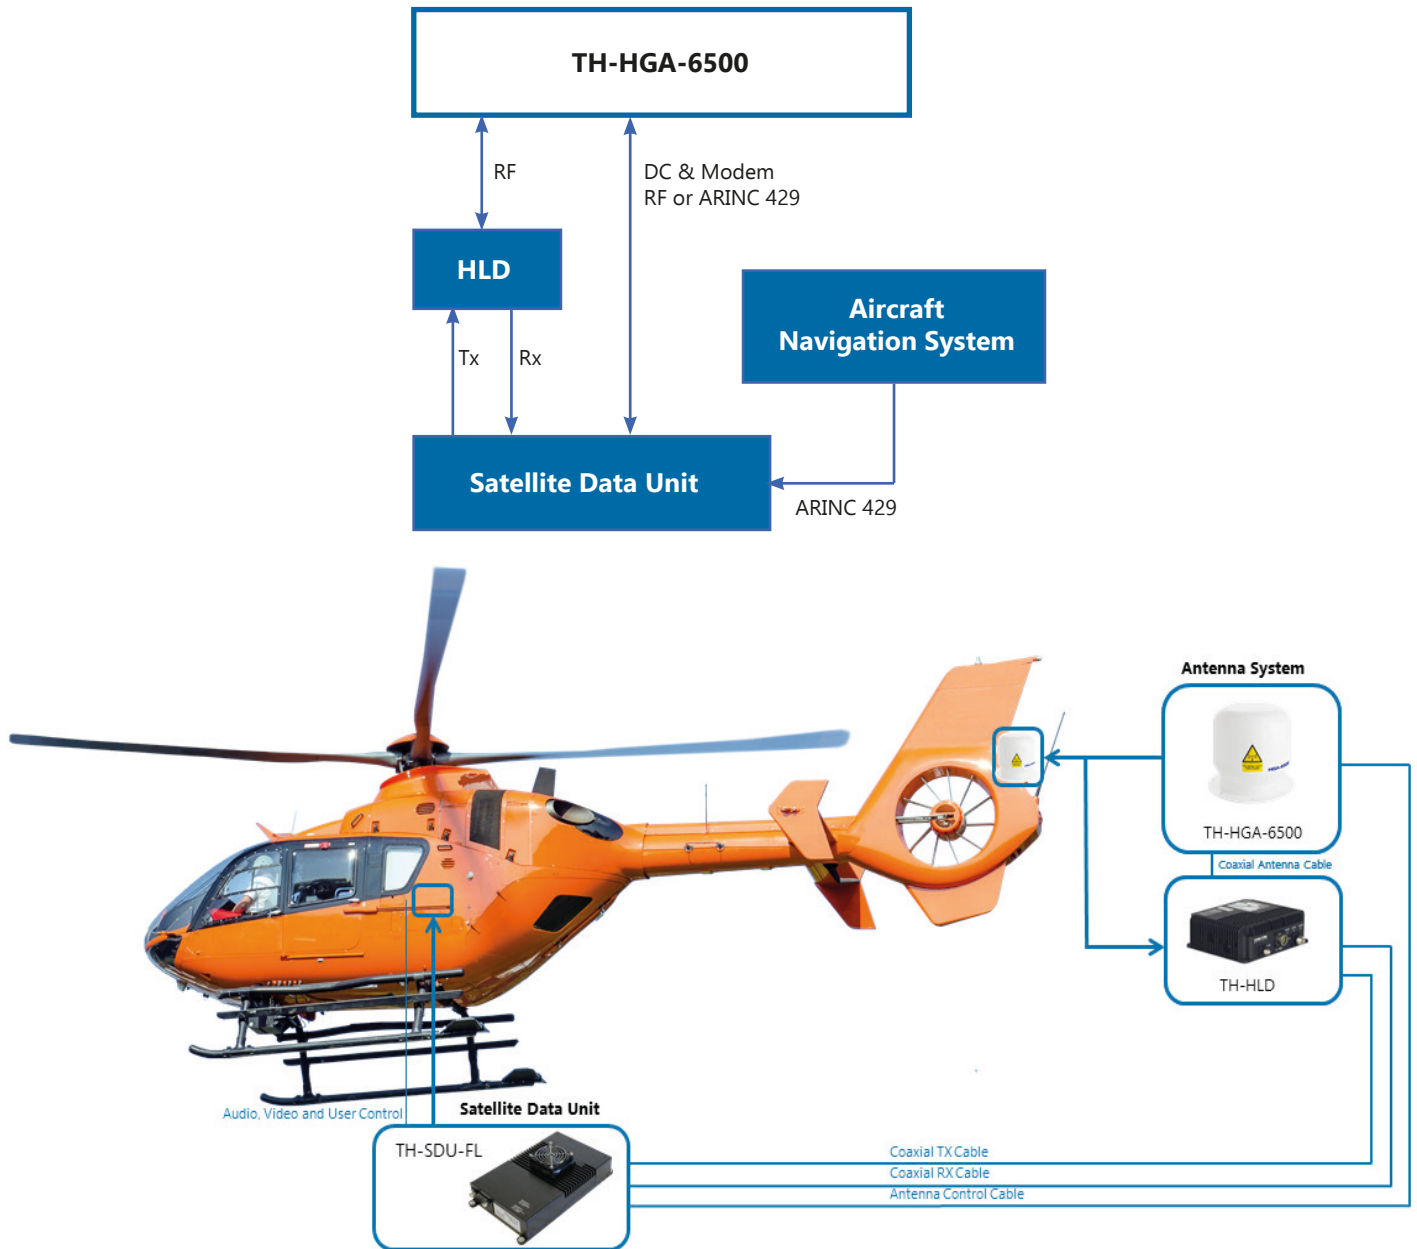 TH-HGA-6500
RF
DC & Modem
RF or ARINC 429
HLD
Aircraft
Navigation System
Tx
Rx
Satellite Data Unit
ARINC 429
Antenna System
TH-HGA-6500
Coaxial Antenna Cable
TH-HLD
Audio, Video and User Control
Satellite Data Unit
TH-SDU-FL
Coaxial TX Cable
Coaxial RX Cable
Antenna Control Cable